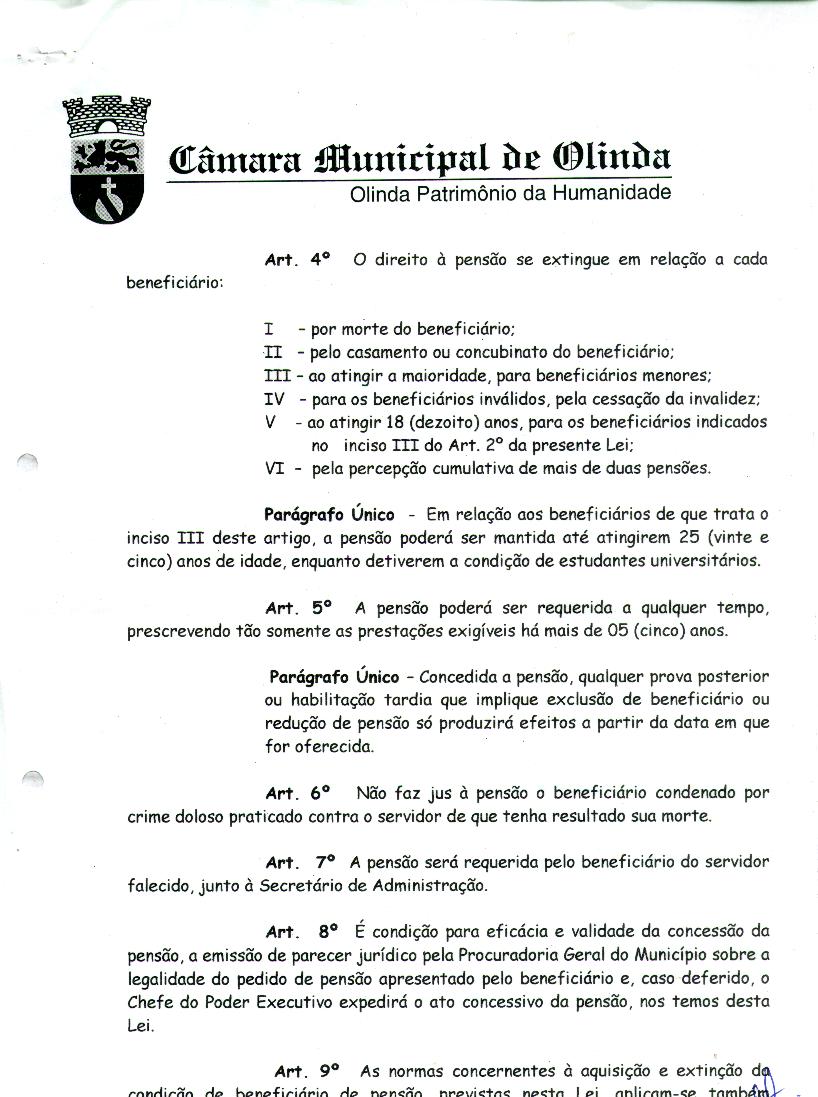 Câmara Municipal de Olinda
Olinda Patrimônio da Humanidade
Art. 4º O direito à pensão se extingue em relação a cada
beneficiário:
I - por morte do beneficiário;
II - pelo casamento ou concubinato do beneficiário;
III - ao atingir a maioridade, para beneficiários menores;
IV - para os beneficiários inválidos, pela cessação da invalidez;
V - ao atingir 18 (dezoito) anos, para os beneficiários indicados
no inciso III do Art. 2º da presente Lei;
VI - pela percepção cumulativa de mais de duas pensões.
Parágrafo Único - Em relação aos beneficiários de que trata o
inciso III deste artigo, a pensão poderá ser mantida até atingirem 25 (vinte e
cinco) anos de idade, enquanto detiverem a condição de estudantes universitários.
Art. 5º A pensão poderá ser requerida a qualquer tempo,
prescrevendo tão somente as prestações exigíveis há mais de 05 (cinco) anos.
Parágrafo Único - Concedida a pensão, qualquer prova posterior
ou habilitação tardia que implique exclusão de beneficiário ou
redução de pensão só produzirá efeitos a partir da data em que
for oferecida.
Art. 6º Não faz jus à pensão o beneficiário condenado por
crime doloso praticado contra o servidor de que tenha resultado sua morte.
Art. 7º A pensão será requerida pelo beneficiário do servidor
falecido, junto à Secretário de Administração.
Art. 8º É condição para eficácia e validade da concessão da
pensão, a emissão de parecer jurídico pela Procuradoria Geral do Município sobre a
legalidade do pedido de pensão apresentado pelo beneficiário e, caso deferido, o
Chefe do Poder Executivo expedirá o ato concessivo da pensão, nos temos desta
Lei.
Art. 9º As normas concernentes à aquisição e extinção da
condição de beneficiário de pensão, previstas nesta Lei, aplicam-se também